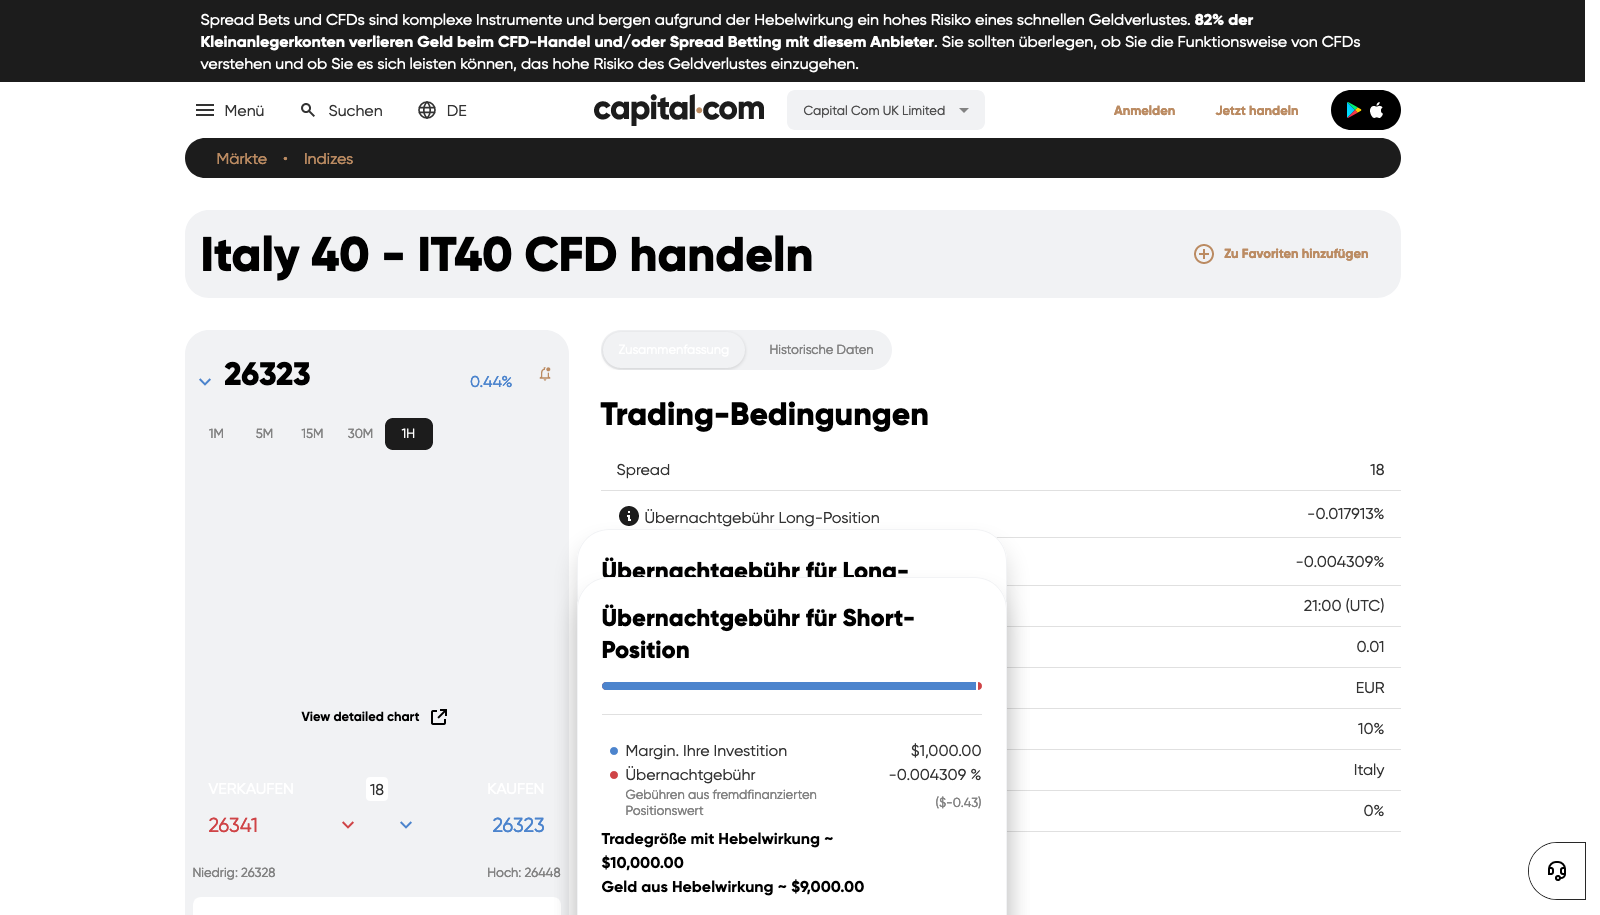 Spread Bets und CFDs sind komplexe Instrumente und bergen aufgrund der Hebelwirkung ein hohes Risiko eines schnellen Geldverlustes. 82% der
Kleinanlegerkonten verlieren Geld beim CFD-Handel und/oder Spread Betting mit diesem Anbieter. Sie sollten überlegen, ob Sie die Funktionsweise von CFDs
verstehen und ob Sie es sich leisten können, das hohe Risiko des Geldverlustes einzugehen.
Menü Suchen DE capital.com Capital Com UK Limited Anmelden Jetzt handeln
Märkte • Indizes
Italy 40 - IT40 CFD handeln Zu Favoriten hinzufügen
26323 0.44%
1M 5M 15M 30M 1H
View detailed chart
VERKAUFEN 18 KAUFEN
26341 26323
Niedrig: 26328 Hoch: 26448
Zusammenfassung Historische Daten
Trading-Bedingungen
Spread 18
Übernachtgebühr Long-Position -0.017913%
-0.004309%
21:00 (UTC)
0.01
EUR
10%
Italy
0%
Übernachtgebühr für Long-
Übernachtgebühr für Short-
Position
Margin. Ihre Investition $1,000.00
Übernachtgebühr -0.004309 %
Gebühren aus fremdfinanzierten
Positionswert ($-0.43)
Tradegröße mit Hebelwirkung ~
$10,000.00
Geld aus Hebelwirkung ~ $9,000.00